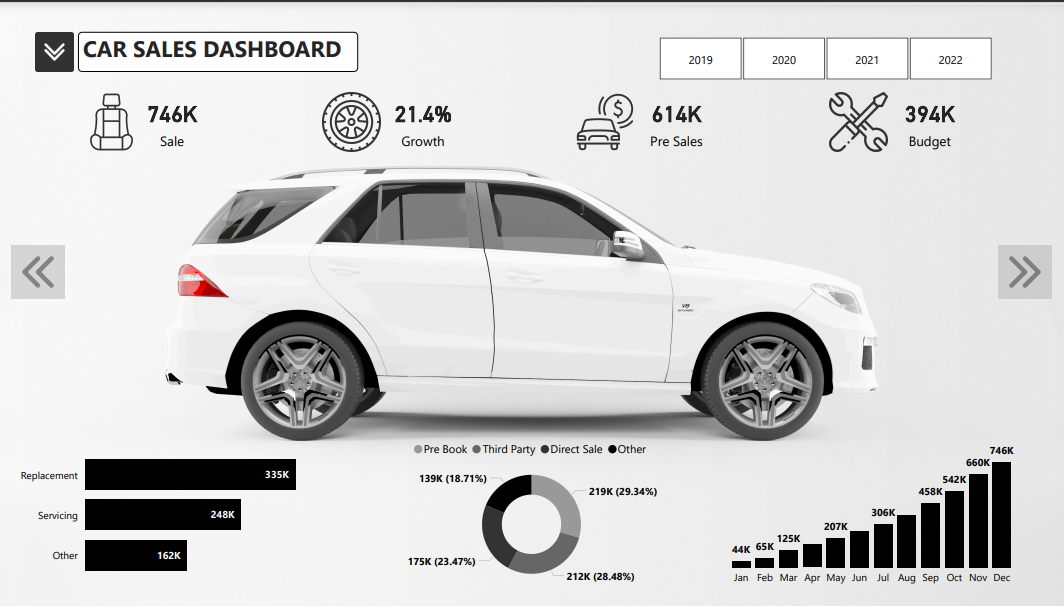 CAR SALES DASHBOARD
2019 2020 2021 2022
746K
Sale
21.4%
Growth
614K
Pre Sales
394K
Budget
V8
BITURBO
Pre Book Third Party Direct Sale Other
Replacement 335K
Servicing 248K
Other 162K
139K (18.71%)
219K (29.34%)
175K (23.47%)
212K (28.48%)
44K 65K 125K 207K 306K 458K 542K 660K 746K
Jan Feb Mar Apr May Jun Jul Aug Sep Oct Nov Dec